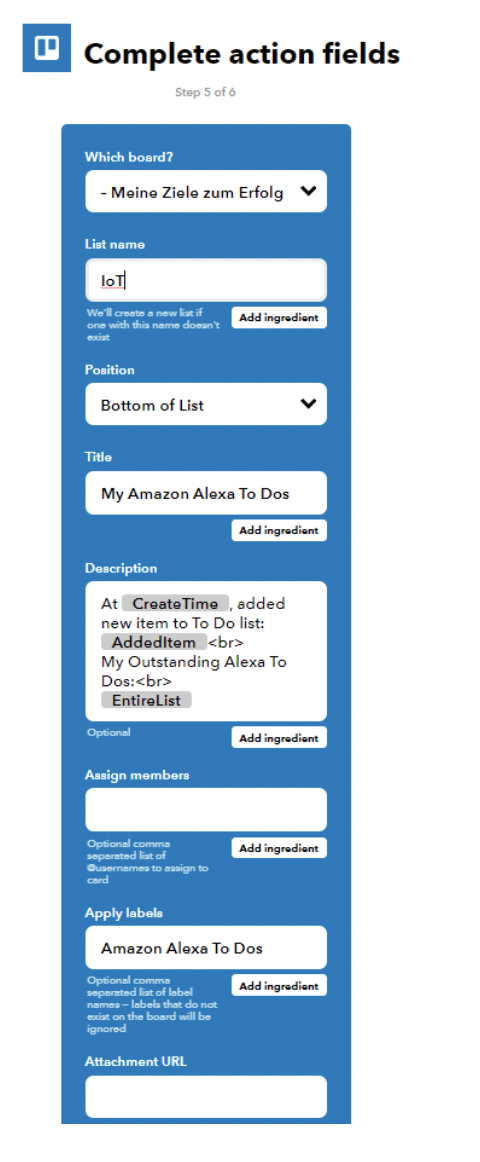 Complete action fields
Step 5 of 6
Which board?
- Meine Ziele zum Erfolg
List name
IoT
We'll create a new list if
one with this name doesn't
exist
Add ingredient
Position
Bottom of List
Title
My Amazon Alexa To Dos
Add ingredient
Description
At CreateTime , added
new item to To Do list:
AddedItem <br>
My Outstanding Alexa To
Dos:<br>
EntireList
Optional
Add ingredient
Assign members
Optional comma
separated list of
@usernames to assign to
card
Add ingredient
Apply labels
Amazon Alexa To Dos
Optional comma
separated list of label
names – labels that do not
exist on the board will be
ignored
Add ingredient
Attachment URL